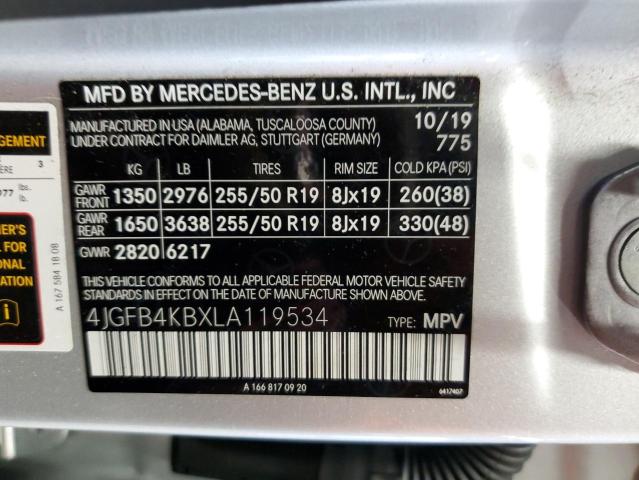 MFD BY MERCEDES-BENZ U.S. INTL., INC
MANUFACTURED IN USA (ALABAMA, TUSCALOOSA COUNTY) 10/19
UNDER CONTRACT FOR DAIMLER AG, STUTTGART (GERMANY) 775
KG LB TIRES RIM SIZE COLD KPA (PSI)
GAWR FRONT 1350 2976 255/50 R19 8Jx19 260(38)
GAWR REAR 1650 3638 255/50 R19 8Jx19 330(48)
GVWR 2820 6217
THIS VEHICLE CONFORMS TO ALL APPLICABLE FEDERAL MOTOR VEHICLE SAFETY
STANDARDS IN EFFECT ON THE DATE OF MANUFACTURE SHOWN ABOVE
4JGFB4KBXLA119534 TYPE: MPV
A 166 817 09 20
6417407
3
lbs.
A 167 584 18 08
i